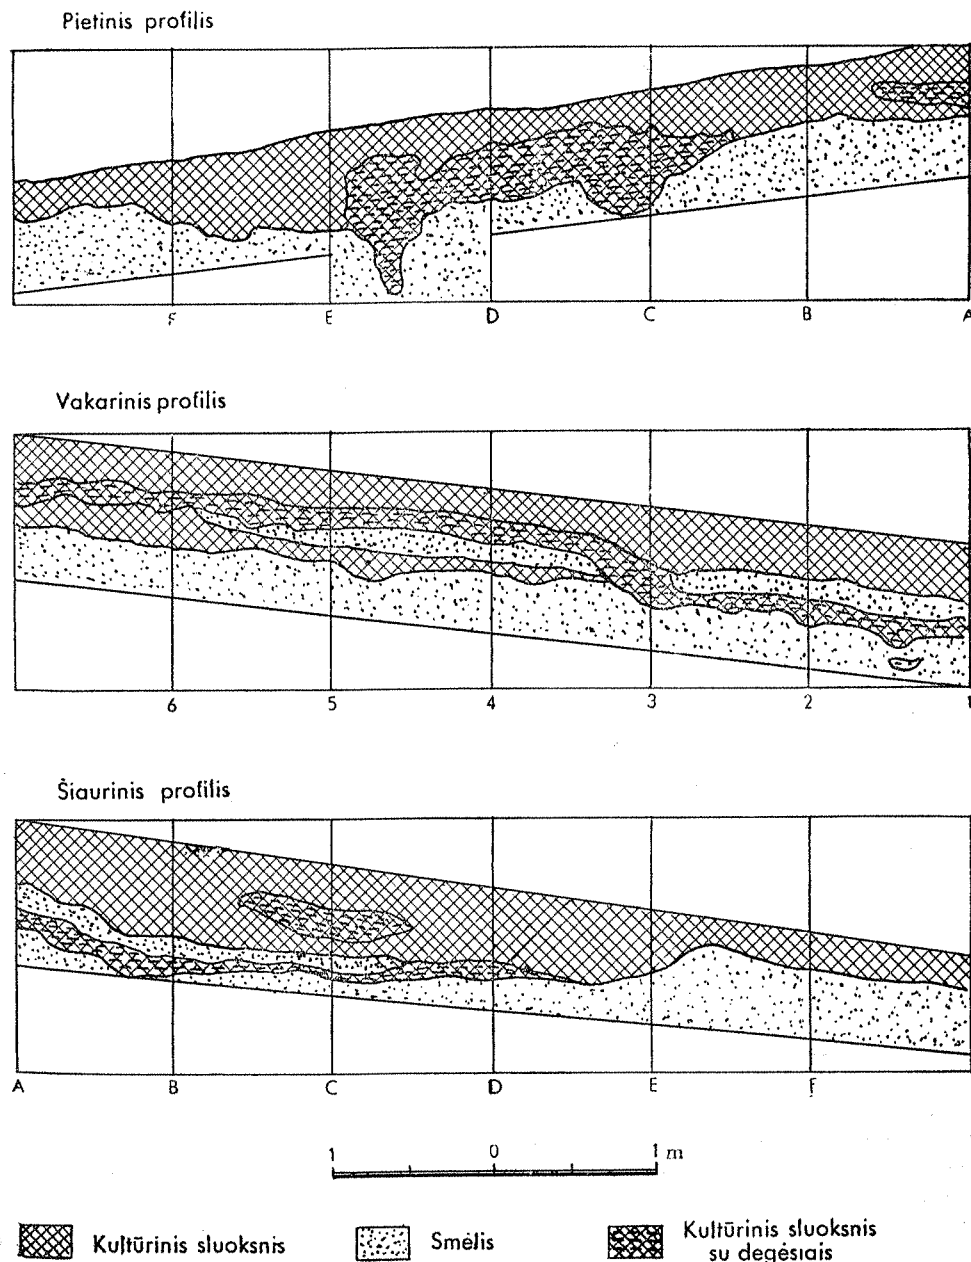 Pietinis profilis
F E D C B A
Vakarinis profilis
6 5 4 3 2 1
Šiaurinis profilis
A B C D E F
1 0 1 m
Kultūrinis sluoksnis
Smėlis
Kultūrinis sluoksnis
su degėsiais